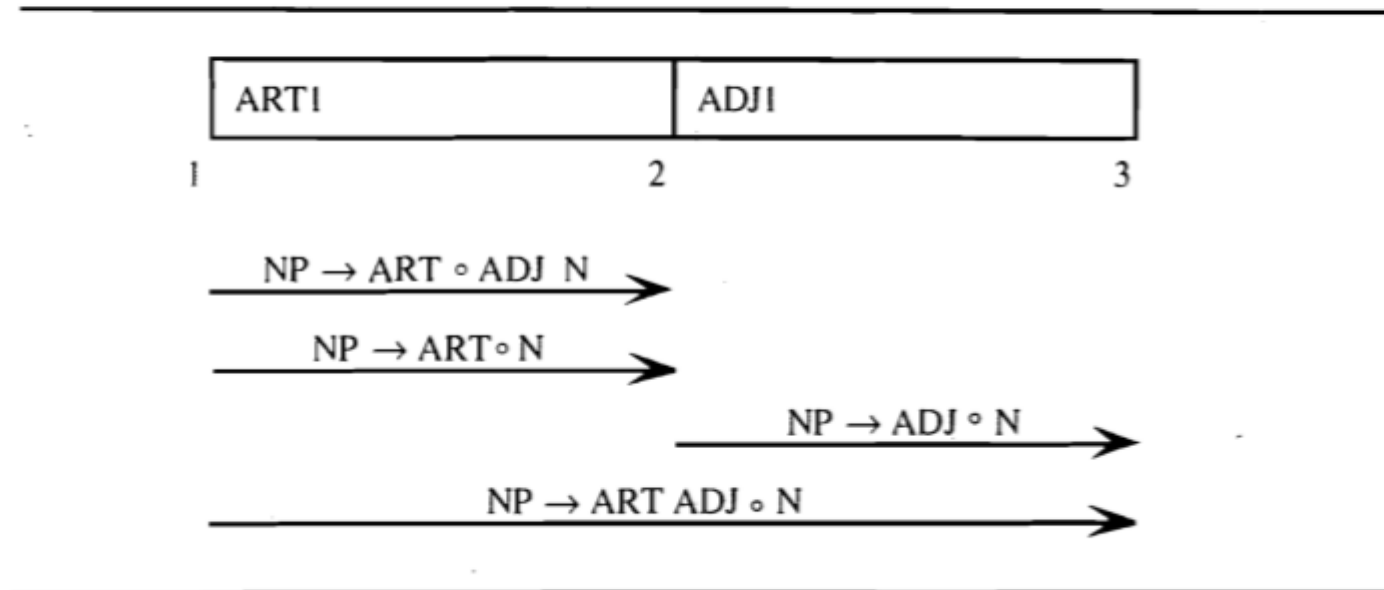 ART1 ADJ1
1 2 3
NP → ART ∘ ADJ N
NP → ART∘ N
NP → ADJ ∘ N
NP → ART ADJ ∘ N